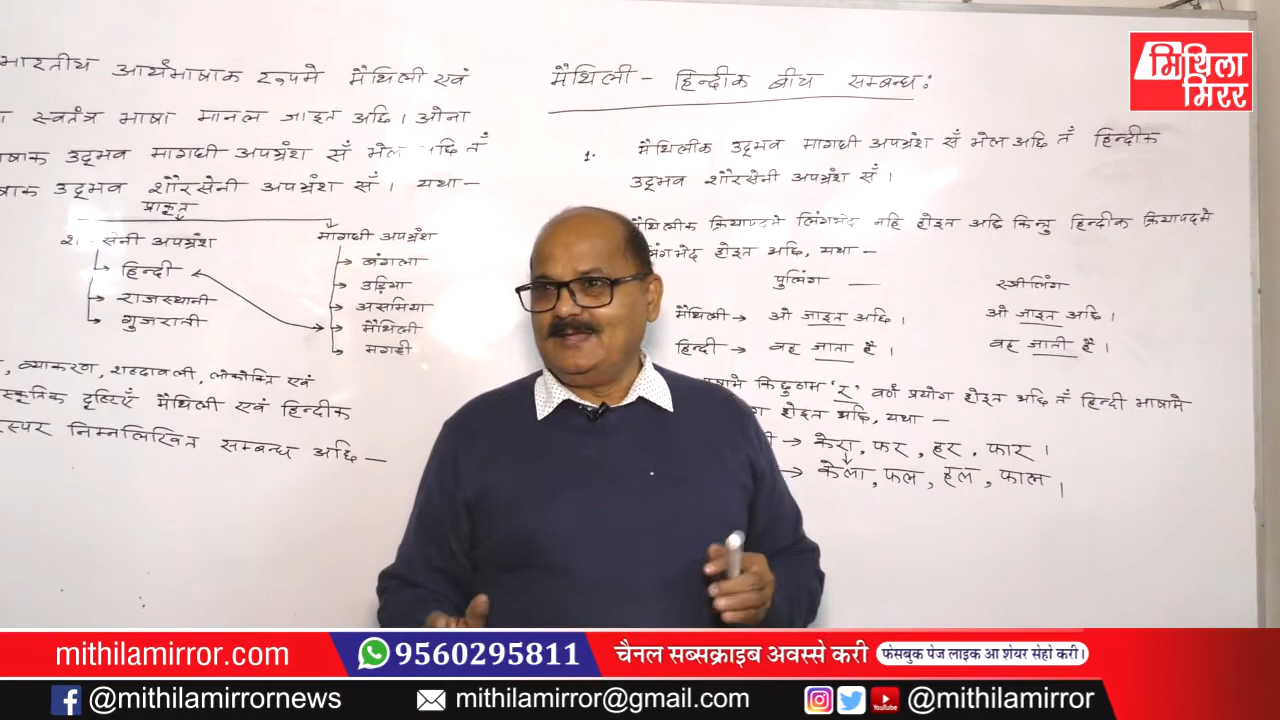 भारतीय आर्यभाषाक रूपमे मैथिली एवं
स्वतंत्र भाषा मानल जाइत अछि। ओना
उद्भव मागधी अपभ्रंश सँ भेल अछि तँ
उद्भव शौरसेनी अपभ्रंश सँ। यथा-
प्राकृत
सेनी अपभ्रंश
हिन्दी
राजस्थानी
गुजराती
मागधी अपभ्रंश
बंगला
उड़िया
असमिया
मैथिली
मगही
, व्याकरण, शब्दावली, लोकोक्ति एवं
दृष्टिएँ मैथिली एवं हिन्दीक
निम्नलिखित सम्बन्ध अछि-
मैथिली - हिन्दीक बीच सम्बन्ध:
1. मैथिलीक उद्भव मागधी अपभ्रंश सँ भेल अछि तँ हिन्दीक
उद्भव शौरसेनी अपभ्रंश सँ।
मैथिलीक क्रियापदमे लिंगभेद नहि होइत अछि किन्तु हिन्दीक क्रियापदमे
लिंगभेद होइत अछि, यथा-
पुल्लिंग — स्त्रीलिंग
मैथिली → ओ जाइत अछि। ओ जाइत अछि।
हिन्दी → वह जाता है। वह जाती है।
किछुठाम 'र' वर्ण प्रयोग होइत अछि तँ हिन्दी भाषामे
होइत अछि, यथा-
→ केरा, फर, हर, फार।
→ केला, फल, हल, फाल।
मिथिला
मिरर
mithilamirror.com
9560295811
चैनल सब्सक्राइब अवस्से करी
फेसबुक पेज लाइक आ शेयर सेहो करी।
@mithilamirrornews
mithilamirror@gmail.com
YouTube
@mithilamirror